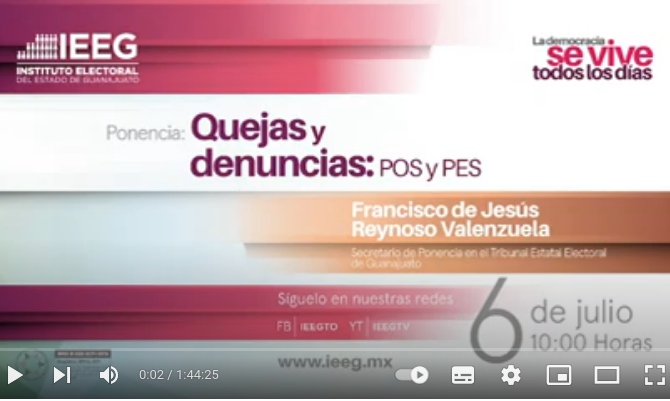 IEEG
INSTITUTO ELECTORAL
DEL ESTADO DE GUANAJUATO
La democracia
se vive
todos los días
Ponencia: Quejas y
denuncias: POS y PES
Francisco de Jesús
Reynoso Valenzuela
Secretario de Ponencia en el Tribunal Estatal Electoral
de Guanajuato
Síguelo en nuestras redes
FB | IEEGTO YT | IEEGTV
6 de julio
10:00 Horas
www.ieeg.mx
0:02 / 1:44:25